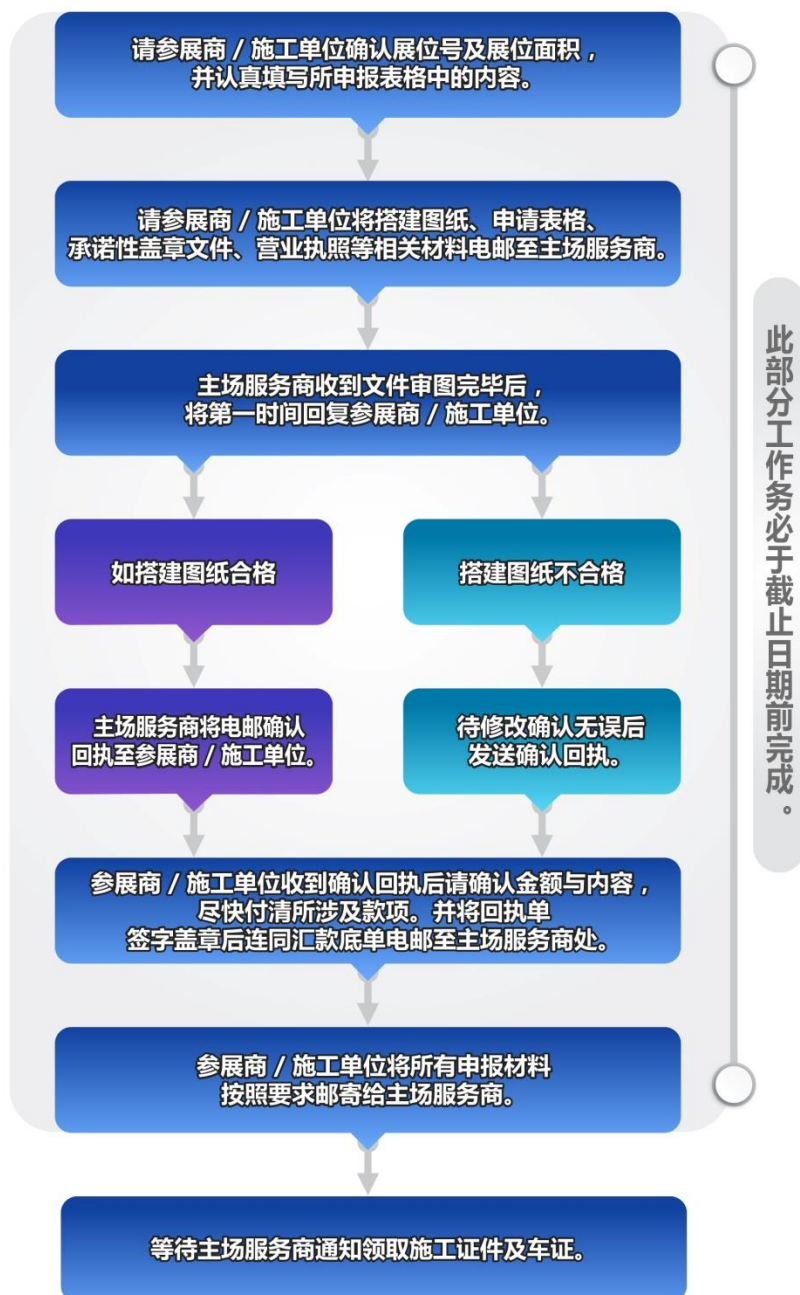 请参展商 / 施工单位确认展位号及展位面积，
并认真填写所申报表格中的内容。
请参展商 / 施工单位将搭建图纸、申请表格、
承诺性盖章文件、营业执照等相关材料电邮至主场服务商。
主场服务商收到文件审图完毕后，
将第一时间回复参展商 / 施工单位。
如搭建图纸合格
搭建图纸不合格
主场服务商将电邮确认
回执至参展商 / 施工单位。
待修改确认无误后
发送确认回执。
参展商 / 施工单位收到确认回执后请确认金额与内容，
尽快付清所涉及款项。并将回执单
签字盖章后连同汇款底单电邮至主场服务商处。
参展商 / 施工单位将所有申报材料
按照要求邮寄给主场服务商。
等待主场服务商通知领取施工证件及车证。
此部分工作务必于截止日期前完成。